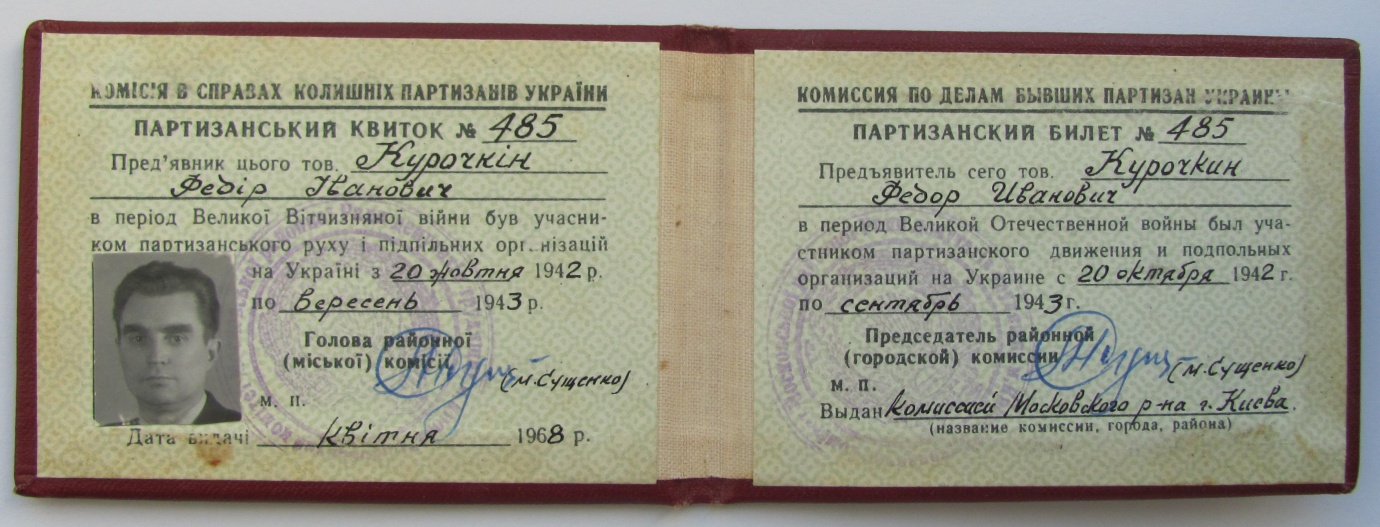 КОМІСІЯ В СПРАВАХ КОЛИШНІХ ПАРТИЗАНІВ УКРАЇНИ
ПАРТИЗАНСЬКИЙ КВИТОК № 485
Пред'явник цього тов. Курочкін
Федір Іванович
в період Великої Вітчизняної війни був учасни-
ком партизанського руху і підпільних організацій
на Україні з 20 жовтня 1942 р.
по вересень 1943 р.
Голова районної
(міської) комісії (М. Сущенко)
м. п.
Дата видачі квітня 1968 р.
КОМИССИЯ ПО ДЕЛАМ БЫВШИХ ПАРТИЗАН УКРАИНЫ
ПАРТИЗАНСКИЙ БИЛЕТ № 485
Предъявитель сего тов. Курочкин
Федор Иванович
в период Великой Отечественной войны был уча-
стником партизанского движения и подпольных
организаций на Украине с 20 октября 1942 г.
по сентябрь 1943 г.
Председатель районной
(городской) комиссии (М. Сущенко)
м. п.
Выдан комиссией Московского р-на г. Киева.
(название комиссии, города, района)